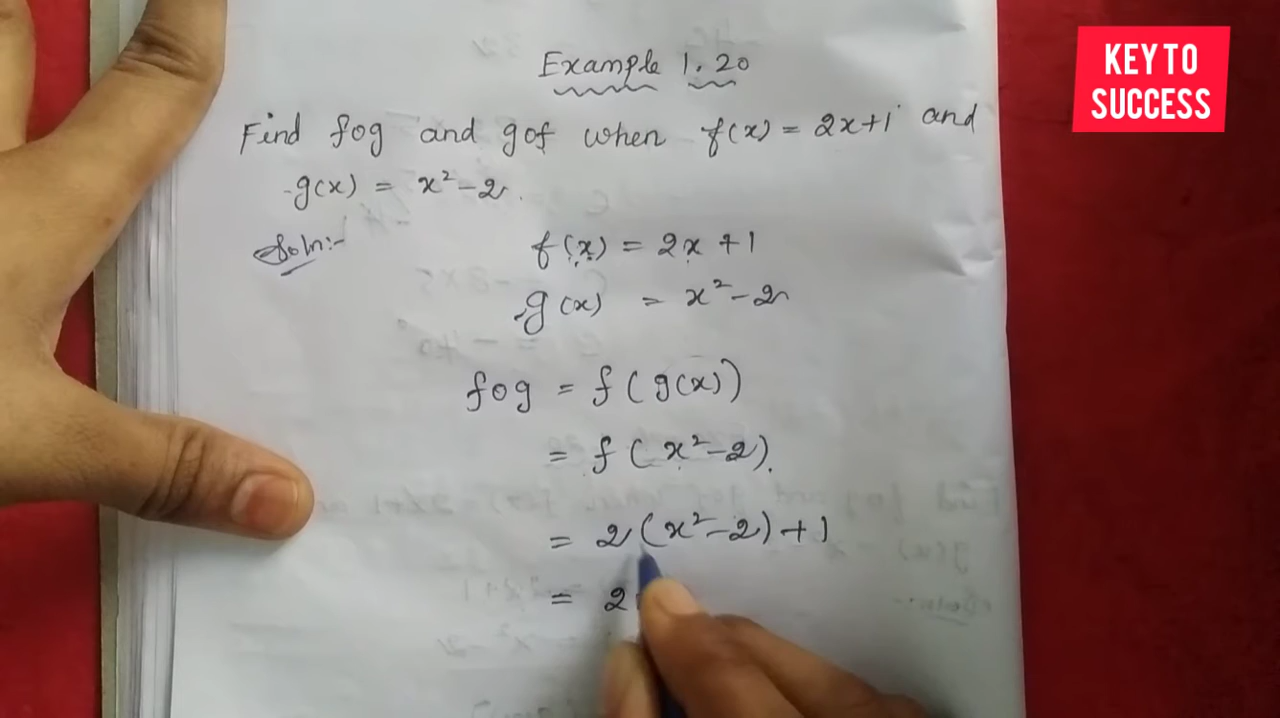 KEY TO
SUCCESS
Example 1.20
Find fog and gof when f(x) = 2x+1 and
g(x) = x²-2.
Soln:-
f(x) = 2x + 1
g(x) = x²-2
fog = f(g(x))
= f(x²-2).
= 2(x²-2)+1
= 2